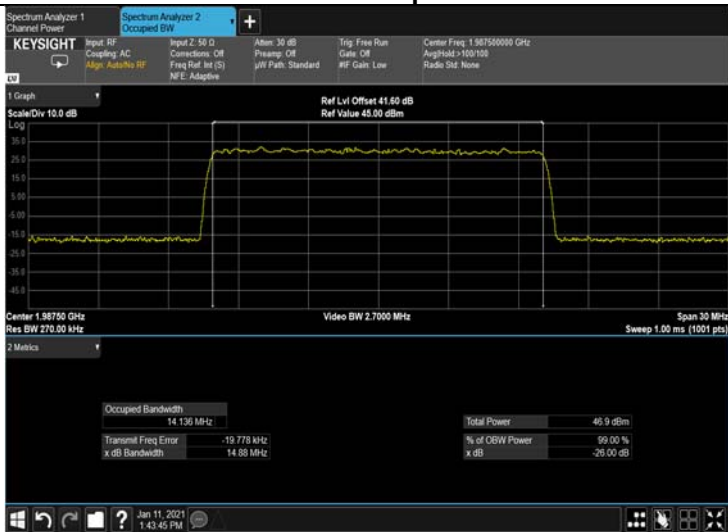 Spectrum Analyzer 1
Channel Power
Spectrum Analyzer 2
Occupied BW
KEYSIGHT
Input: RF
Coupling: AC
Align: Auto/No RF
Input Z: 50 Ω
Corrections: Off
Freq Ref: Int (S)
NFE: Adaptive
Atten: 30 dB
Preamp: Off
µW Path: Standard
Trig: Free Run
Gate: Off
#IF Gain: Low
Center Freq: 1.987500000 GHz
Avg|Hold:>100/100
Radio Std: None
1 Graph
Scale/Div 10.0 dB
Ref Lvl Offset 41.60 dB
Ref Value 45.00 dBm
Log
35.0
25.0
15.0
5.00
-5.00
-15.0
-25.0
-35.0
-45.0
Center 1.98750 GHz
Res BW 270.00 kHz
Video BW 2.7000 MHz
Span 30 MHz
Sweep 1.00 ms (1001 pts)
2 Metrics
Occupied Bandwidth
14.136 MHz
Transmit Freq Error -19.778 kHz
x dB Bandwidth 14.88 MHz
Total Power 46.9 dBm
% of OBW Power 99.00 %
x dB -26.00 dB
Jan 11, 2021
1:43:45 PM